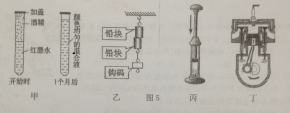 加盖
酒精
红墨水
开始时
颜色均匀的混合液
1个月后
铅块
铅块
钩码
甲 乙 图5 丙 丁